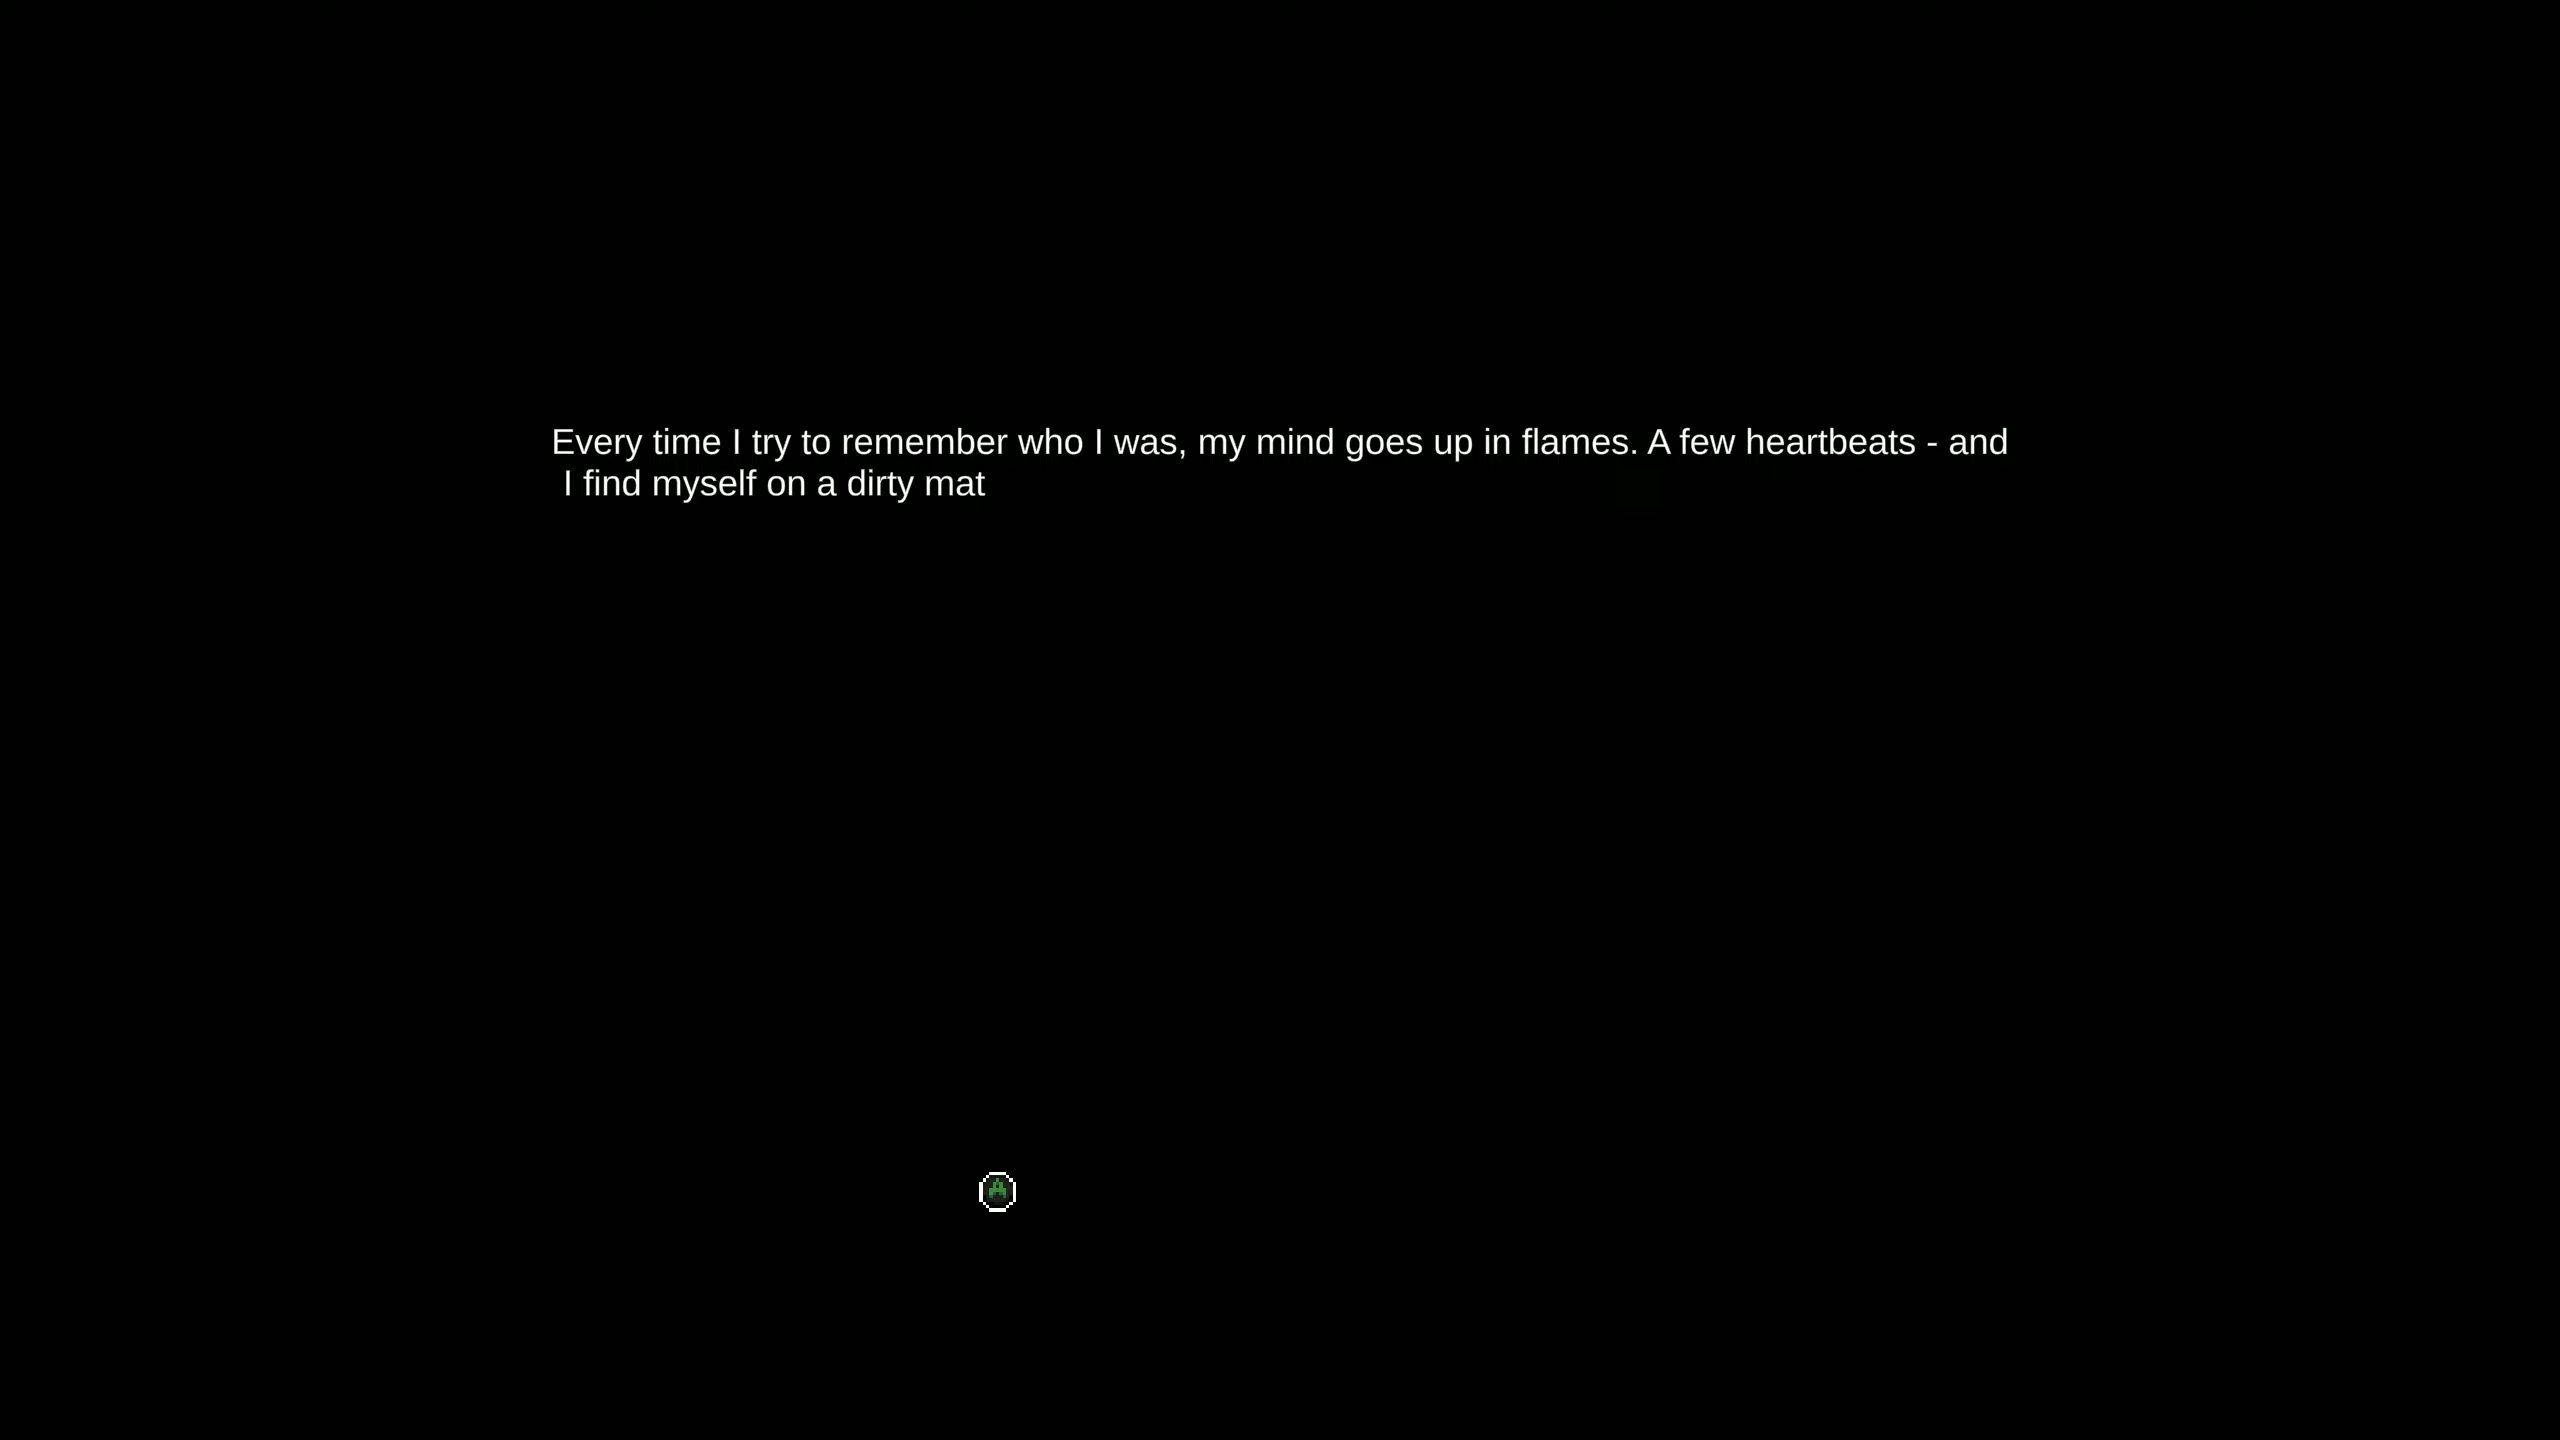 Every time I try to remember who I was, my mind goes up in flames. A few heartbeats - and
I find myself on a dirty mat
A